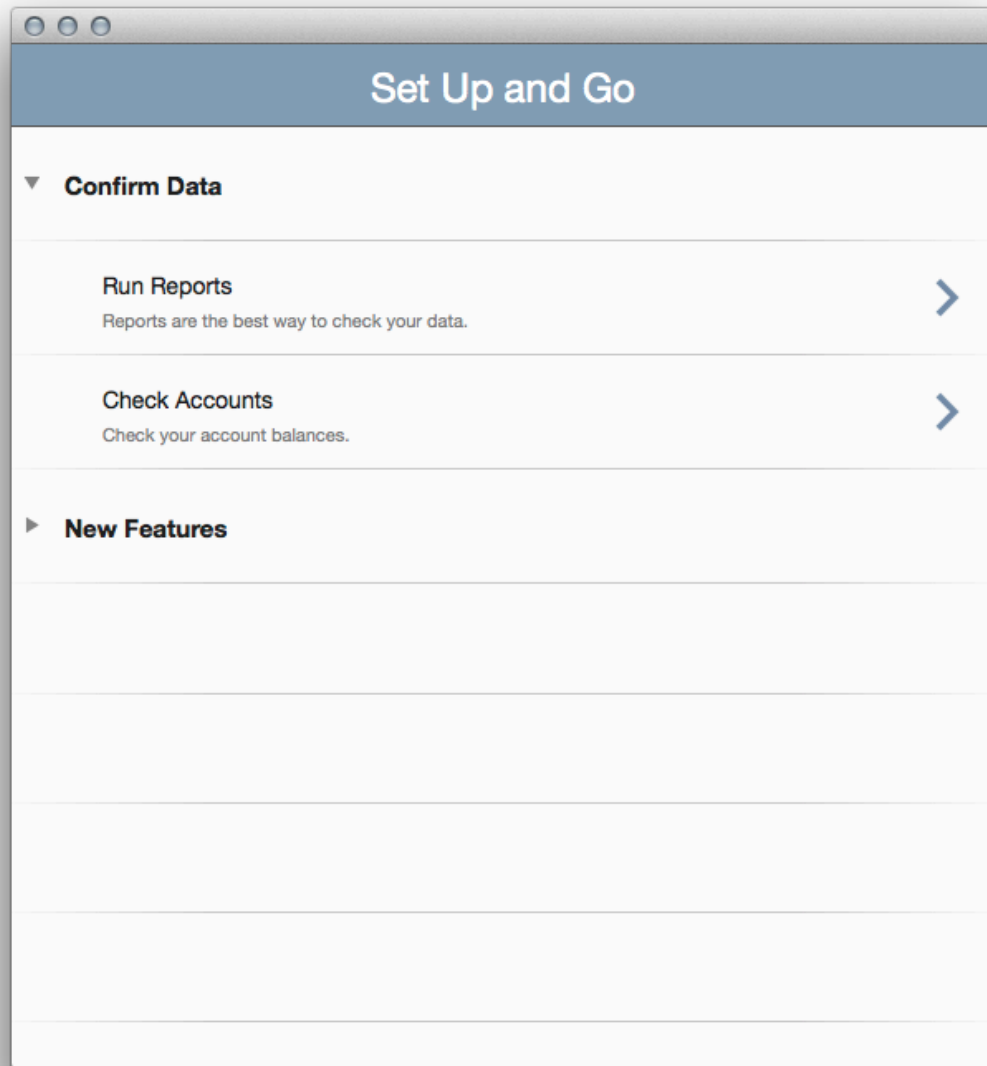 Set Up and Go
Confirm Data
Run Reports
Reports are the best way to check your data.
Check Accounts
Check your account balances.
New Features